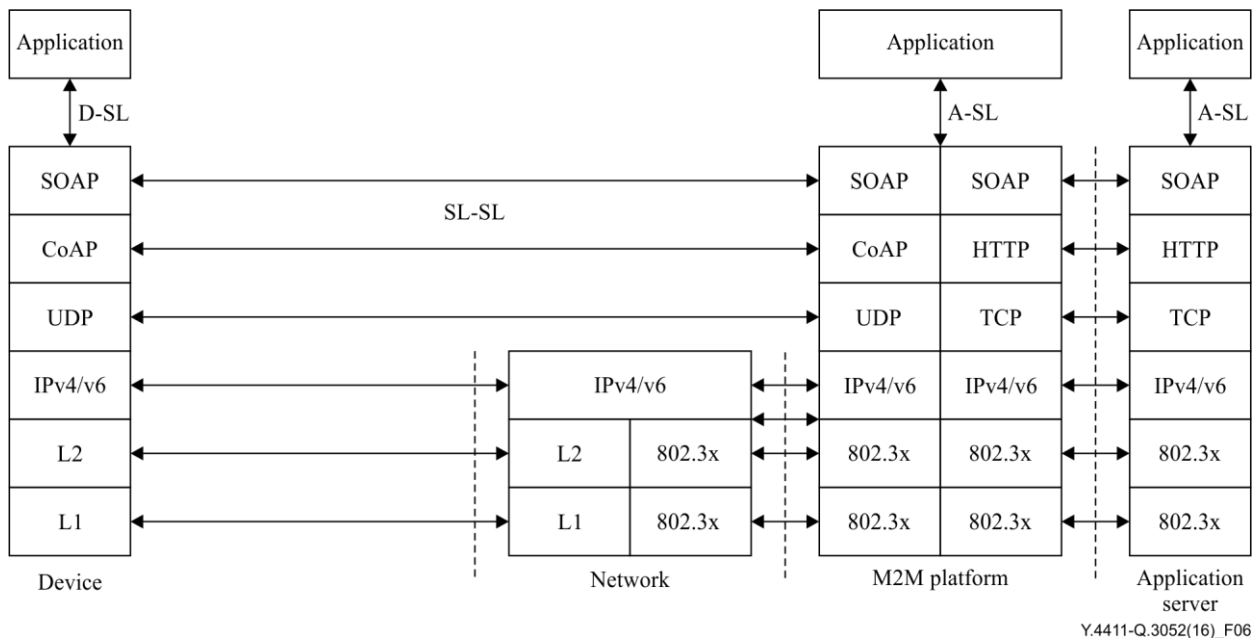 Application Application Application
D-SL A-SL A-SL
SOAP SOAP SOAP SOAP
SL-SL
CoAP CoAP HTTP HTTP
UDP UDP TCP TCP
IPv4/v6 IPv4/v6 IPv4/v6 IPv4/v6 IPv4/v6
L2 L2 802.3x 802.3x 802.3x 802.3x
L1 L1 802.3x 802.3x 802.3x 802.3x
Device Network M2M platform Application
server
Y.4411-Q.3052(16)_F06